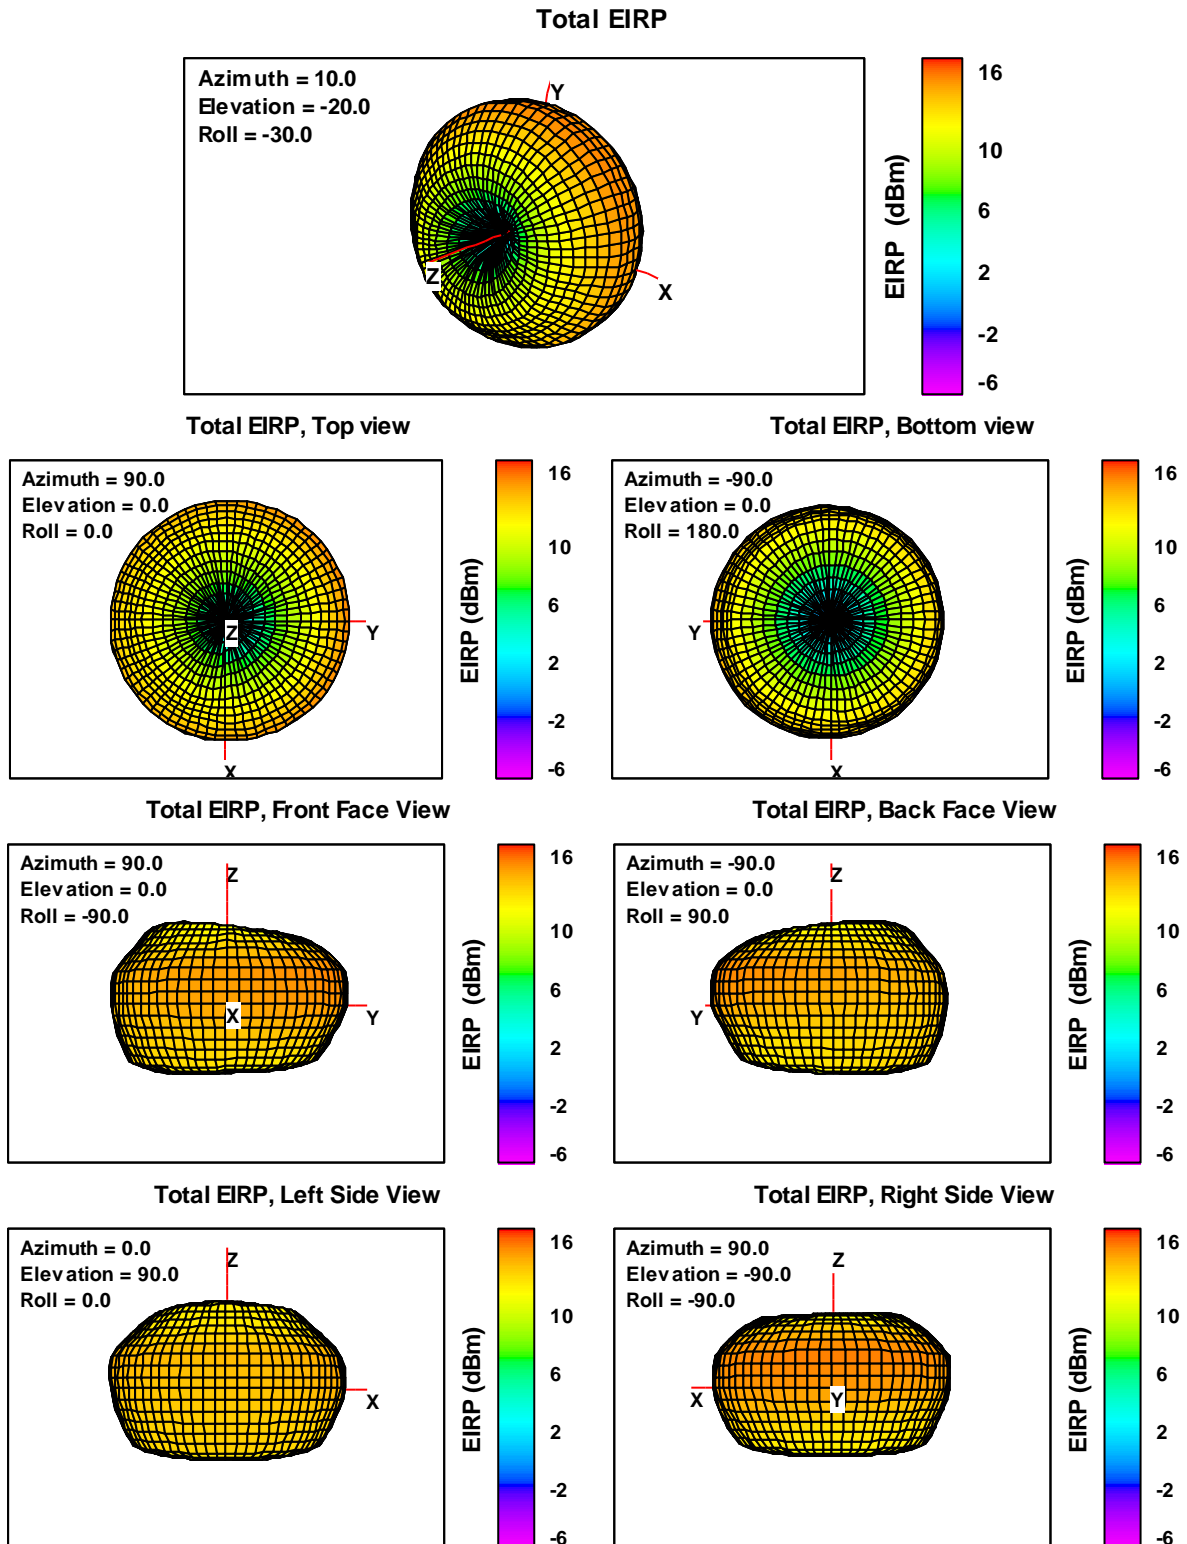 Total EIRP
Azimuth = 10.0
Elevation = -20.0
Roll = -30.0
Y
Z
X
EIRP (dBm)
16
10
6
2
-2
-6
Total EIRP, Top view
Azimuth = 90.0
Elevation = 0.0
Roll = 0.0
Z
Y
X
EIRP (dBm)
16
10
6
2
-2
-6
Total EIRP, Bottom view
Azimuth = -90.0
Elevation = 0.0
Roll = 180.0
Y
X
EIRP (dBm)
16
10
6
2
-2
-6
Total EIRP, Front Face View
Azimuth = 90.0
Elevation = 0.0
Roll = -90.0
Z
X
Y
EIRP (dBm)
16
10
6
2
-2
-6
Total EIRP, Back Face View
Azimuth = -90.0
Elevation = 0.0
Roll = 90.0
Z
Y
EIRP (dBm)
16
10
6
2
-2
-6
Total EIRP, Left Side View
Azimuth = 0.0
Elevation = 90.0
Roll = 0.0
Z
X
EIRP (dBm)
16
10
6
2
-2
-6
Total EIRP, Right Side View
Azimuth = 90.0
Elevation = -90.0
Roll = -90.0
Z
X
Y
EIRP (dBm)
16
10
6
2
-2
-6